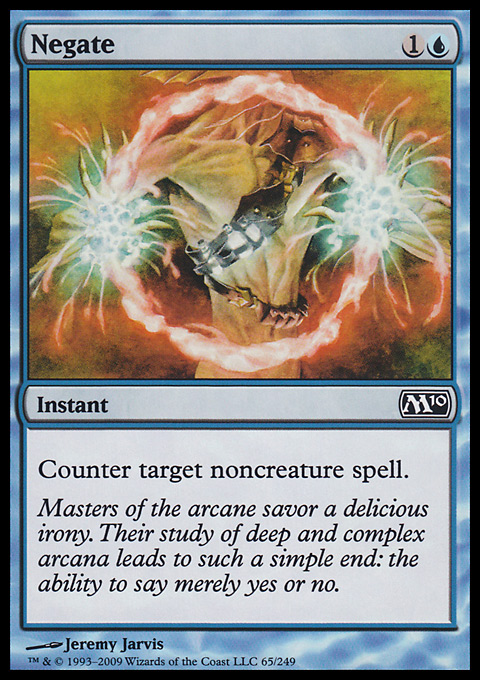 Negate 1
Instant M10
Counter target noncreature spell.
Masters of the arcane savor a delicious
irony. Their study of deep and complex
arcana leads to such a simple end: the
ability to say merely yes or no.
Jeremy Jarvis
™ & © 1993–2009 Wizards of the Coast LLC 65/249